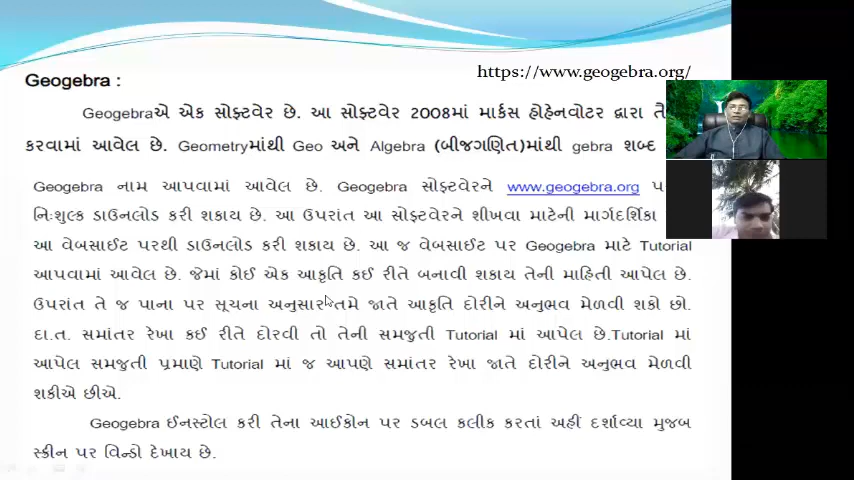 https://www.geogebra.org/
Geogebra :
Geogebraએ એક સોફ્ટવેર છે. આ સોફ્ટવેર 2008માં માર્કસ હોહેનવોટર દ્વારા
કરવામાં આવેલ છે. Geometryમાંથી Geo અને Algebra (બીજગણિત)માંથી gebra શબ્દ
Geogebra નામ આપવામાં આવેલ છે. Geogebra સોફ્ટવેરને www.geogebra.org
નિઃશુલ્ક ડાઉનલોડ કરી શકાય છે. આ ઉપરાંત આ સોફ્ટવેરને શીખવા માટેની માર્ગદર્શિકા
આ વેબસાઈટ પરથી ડાઉનલોડ કરી શકાય છે. આ જ વેબસાઈટ પર Geogebra માટે Tutorial
આપવામાં આવેલ છે. જેમાં કોઈ એક આકૃતિ કઈ રીતે બનાવી શકાય તેની માહિતી આપેલ છે.
ઉપરાંત તે જ પાના પર સૂચના અનુસાર તમે જાતે આકૃતિ દોરીને અનુભવ મેળવી શકો છો.
દા.ત. સમાંતર રેખા કઈ રીતે દોરવી તો તેની સમજુતી Tutorial માં આપેલ છે.Tutorial માં
આપેલ સમજુતી પ્રમાણે Tutorial માં જ આપણે સમાંતર રેખા જાતે દોરીને અનુભવ મેળવી
શકીએ છીએ.
Geogebra ઈનસ્ટોલ કરી તેના આઈકોન પર ડબલ કલીક કરતાં અહીં દર્શાવ્યા મુજબ
સ્ક્રીન પર વિન્ડો દેખાય છે.